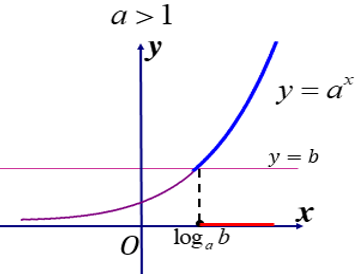 a > 1
y
y = a^x
y = b
x
O
log_a b